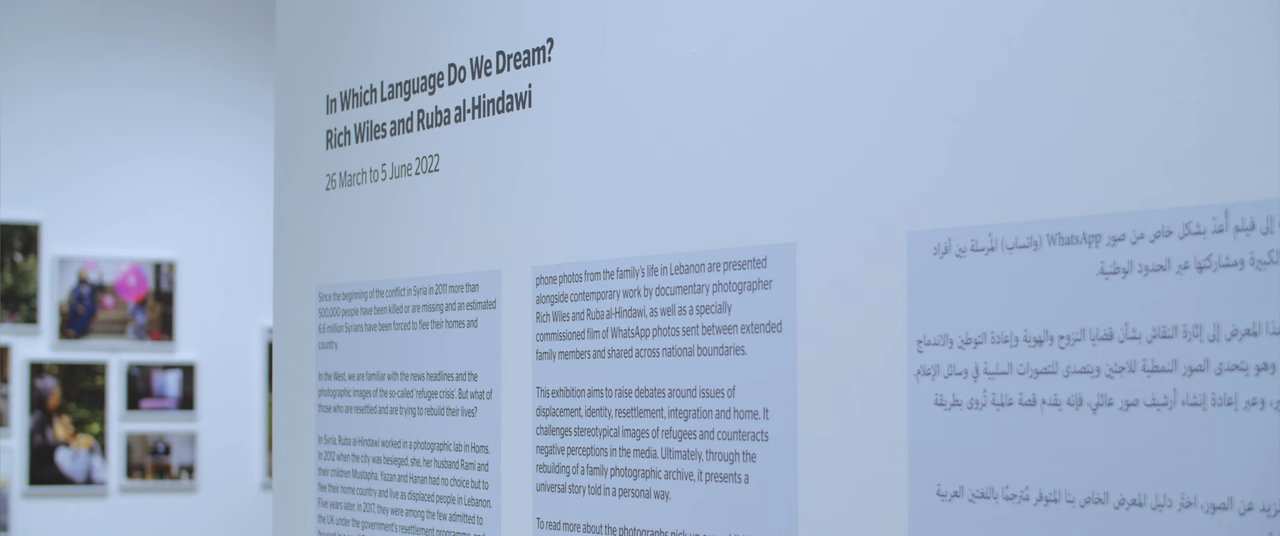 In Which Language Do We Dream?
Rich Wiles and Ruba al-Hindawi
26 March to 5 June 2022
Since the beginning of the conflict in Syria in 2011 more than
500,000 people have been killed or are missing and an estimated
6.6 million Syrians have been forced to flee their homes and
country.
In the West, we are familiar with the news headlines and the
photographic images of the so-called 'refugee crisis'. But what of
those who are resettled and are trying to rebuild their lives?
In Syria, Ruba al-Hindawi worked in a photographic lab in Homs.
In 2012 when the city was besieged, she, her husband Rami and
their children Mustapha, Yazan and Hanan had no choice but to
flee their home country and live as displaced people in Lebanon.
Five years later, in 2017, they were among the few admitted to
the UK under the government's resettlement programme, and
phone photos from the family's life in Lebanon are presented
alongside contemporary work by documentary photographer
Rich Wiles and Ruba al-Hindawi, as well as a specially
commissioned film of WhatsApp photos sent between extended
family members and shared across national boundaries.
This exhibition aims to raise debates around issues of
displacement, identity, resettlement, integration and home. It
challenges stereotypical images of refugees and counteracts
negative perceptions in the media. Ultimately, through the
rebuilding of a family photographic archive, it presents a
universal story told in a personal way.
To read more about the photographs pick up
إلى فيلم أُعدّ بشكل خاص من صور WhatsApp (واتساب) المُرسلة بين أفراد
الكبيرة ومشاركتها عبر الحدود الوطنية.
هذا المعرض إلى إثارة النقاش بشأن قضايا النزوح والهوية وإعادة التوطين والاندماج
وهو يتحدى الصور النمطية للاجئين ويتصدى للتصورات السلبية في وسائل الإعلام.
وعبر إعادة إنشاء أرشيف صور عائلي، فإنه يقدم قصة عالمية تُروى بطريقة
لمزيد عن الصور، اختَر دليل المعرض الخاص بنا المتوفر مُترجمًا باللغتين العربية